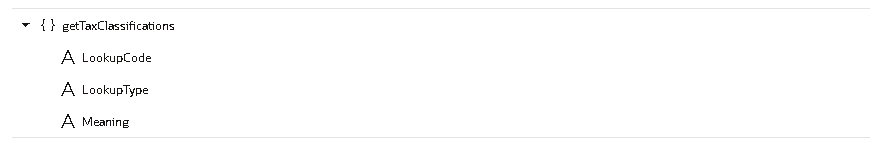 { } getTaxClassifications
A LookupCode
A LookupType
A Meaning